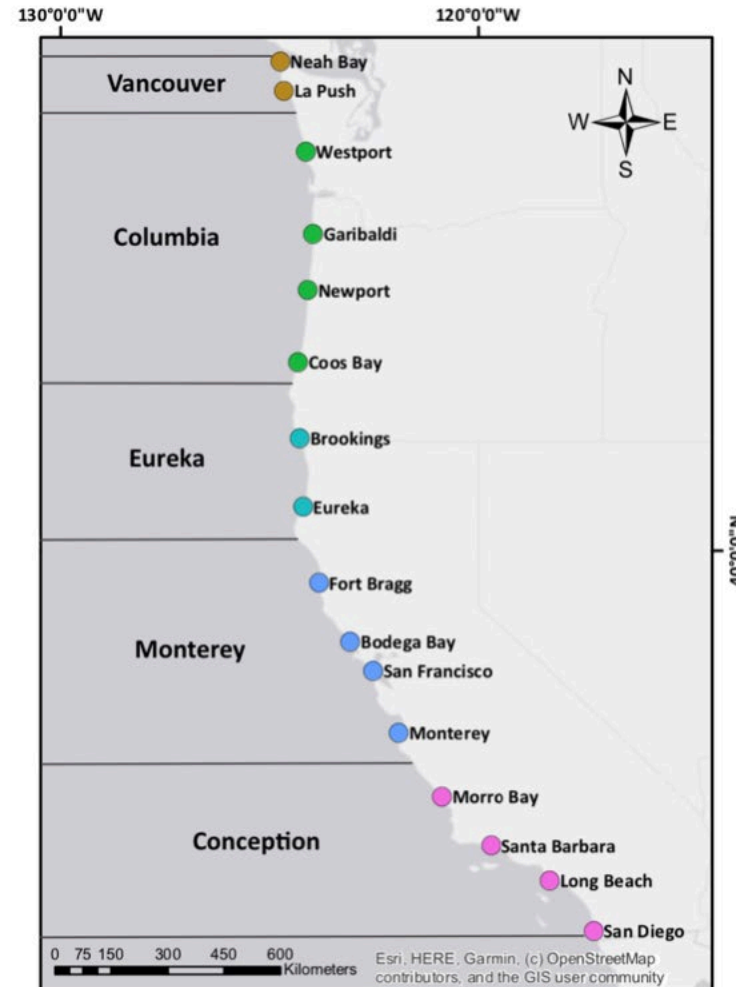 130°0'0"W
120°0'0"W
Neah Bay
Vancouver
La Push
N
W E
S
Westport
Columbia
Garibaldi
Newport
Coos Bay
Brookings
Eureka
Eureka
40°0'0"N
Fort Bragg
Monterey
Bodega Bay
San Francisco
Monterey
Morro Bay
Conception
Santa Barbara
Long Beach
San Diego
0 75 150 300 450 600
Kilometers
Esri, HERE, Garmin, (c) OpenStreetMap
contributors, and the GIS user community